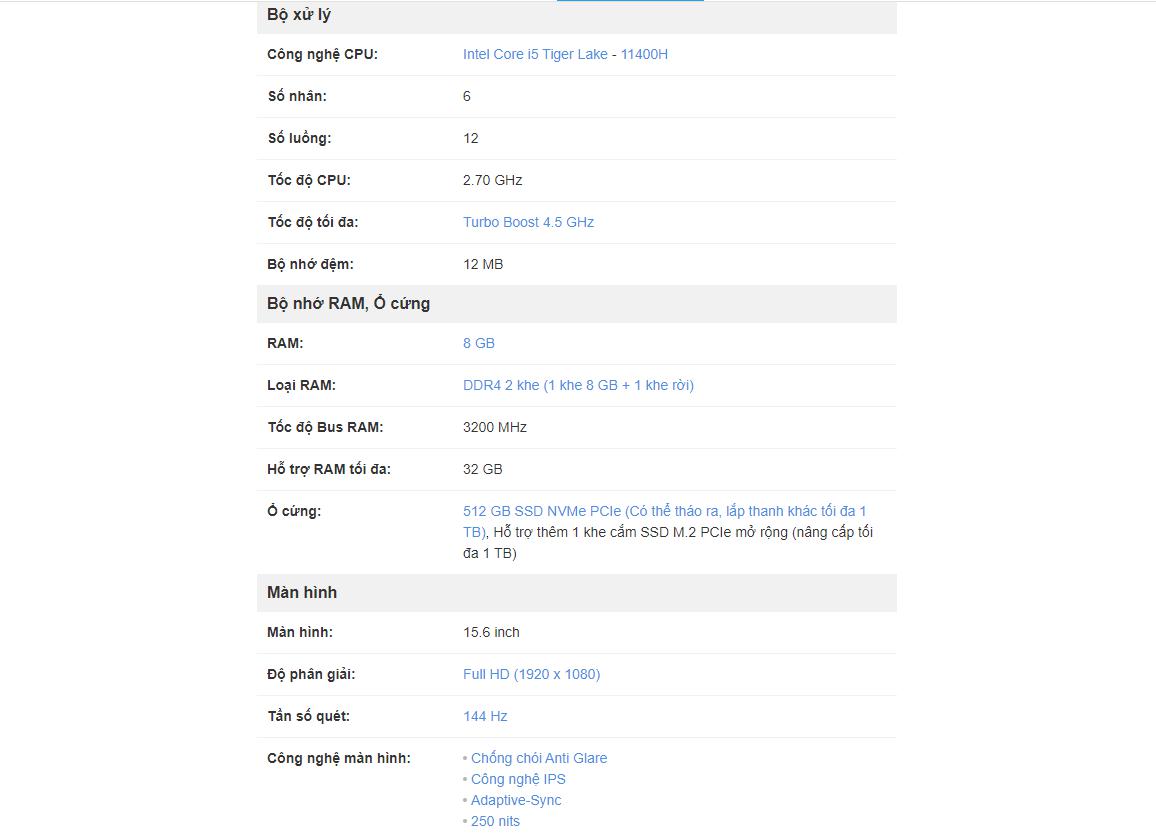 Bộ xử lý
Công nghệ CPU: Intel Core i5 Tiger Lake - 11400H
Số nhân: 6
Số luồng: 12
Tốc độ CPU: 2.70 GHz
Tốc độ tối đa: Turbo Boost 4.5 GHz
Bộ nhớ đệm: 12 MB
Bộ nhớ RAM, Ổ cứng
RAM: 8 GB
Loại RAM: DDR4 2 khe (1 khe 8 GB + 1 khe rời)
Tốc độ Bus RAM: 3200 MHz
Hỗ trợ RAM tối đa: 32 GB
Ổ cứng: 512 GB SSD NVMe PCIe (Có thể tháo ra, lắp thanh khác tối đa 1
TB), Hỗ trợ thêm 1 khe cắm SSD M.2 PCIe mở rộng (nâng cấp tối
đa 1 TB)
Màn hình
Màn hình: 15.6 inch
Độ phân giải: Full HD (1920 x 1080)
Tần số quét: 144 Hz
Công nghệ màn hình: • Chống chói Anti Glare
• Công nghệ IPS
• Adaptive-Sync
• 250 nits